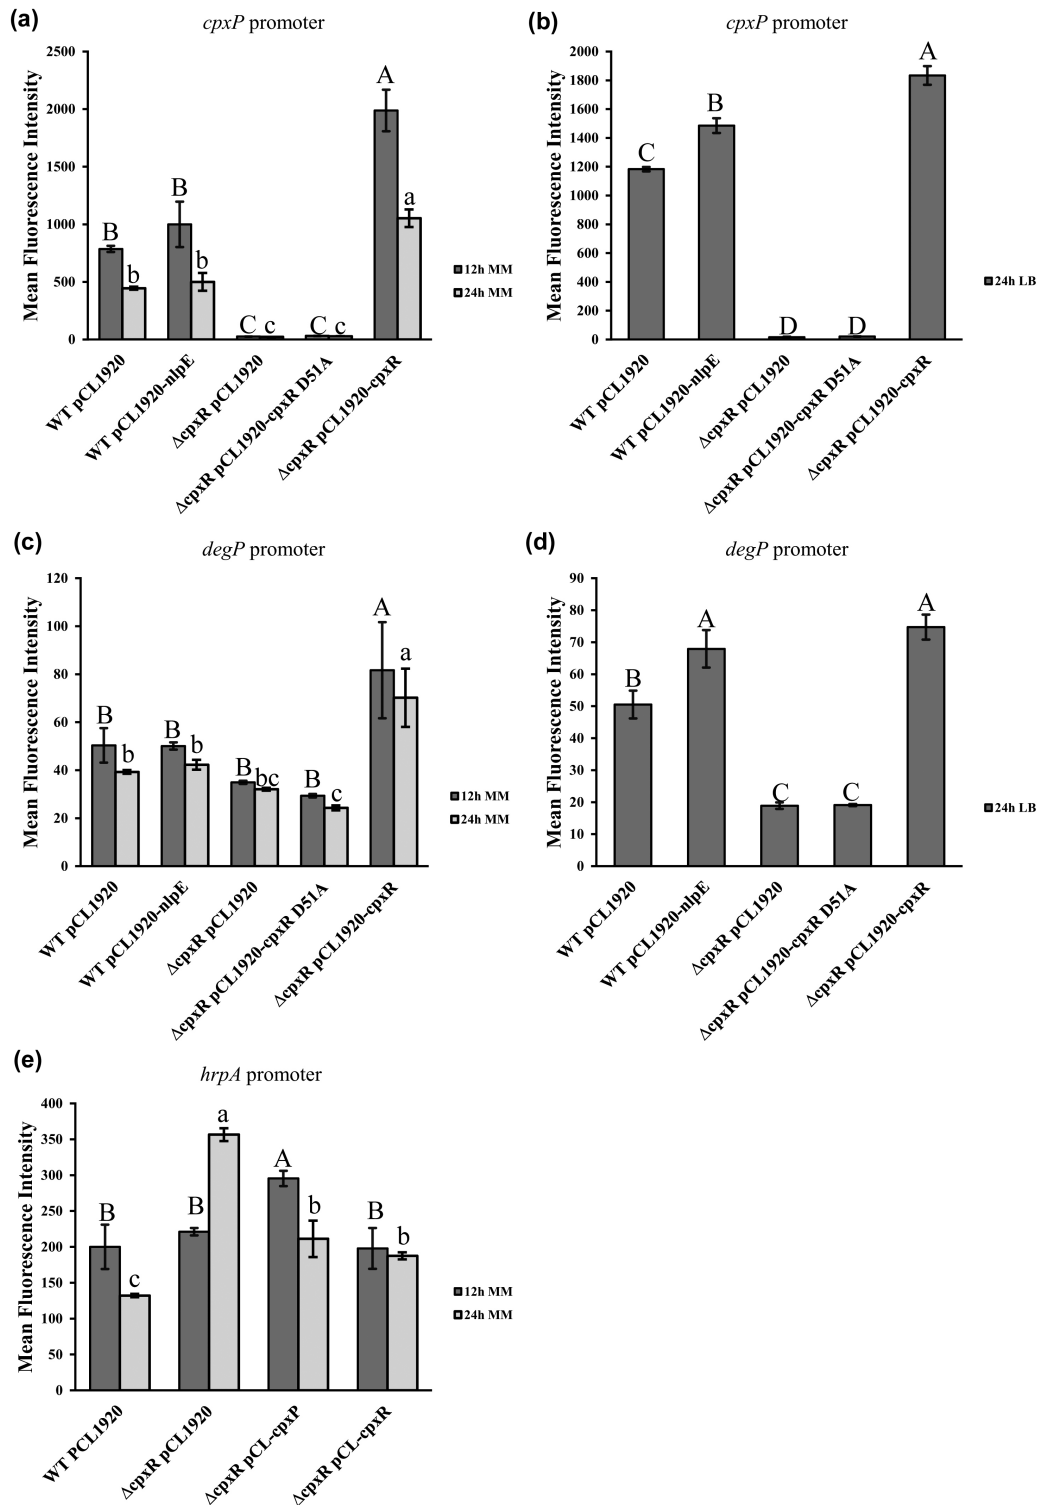 (a)
cpxP promoter
Mean Fluorescence Intensity
2500
2000
1500
1000
500
0
B
b
B
b
C c
C c
A
a
12h MM
24h MM
WT pCL1920
WT pCL1920-nlpE
ΔcpxR pCL1920
ΔcpxR pCL1920-cpxR D51A
ΔcpxR pCL1920-cpxR
(b)
cpxP promoter
Mean Fluorescence Intensity
2000
1800
1600
1400
1200
1000
800
600
400
200
0
C
B
D
D
A
24h LB
WT pCL1920
WT pCL1920-nlpE
ΔcpxR pCL1920
ΔcpxR pCL1920-cpxR D51A
ΔcpxR pCL1920-cpxR
(c)
degP promoter
Mean Fluorescence Intensity
120
100
80
60
40
20
0
B
b
B
b
B
bc
B
c
A
a
12h MM
24h MM
WT pCL1920
WT pCL1920-nlpE
ΔcpxR pCL1920
ΔcpxR pCL1920-cpxR D51A
ΔcpxR pCL1920-cpxR
(d)
degP promoter
Mean Fluorescence Intensity
90
80
70
60
50
40
30
20
10
0
B
A
C
C
A
24h LB
WT pCL1920
WT pCL1920-nlpE
ΔcpxR pCL1920
ΔcpxR pCL1920-cpxR D51A
ΔcpxR pCL1920-cpxR
(e)
hrpA promoter
Mean Fluorescence Intensity
400
350
300
250
200
150
100
50
0
B
c
B
a
A
b
B
b
12h MM
24h MM
WT PCL1920
ΔcpxR pCL1920
ΔcpxR pCL-cpxP
ΔcpxR pCL-cpxR